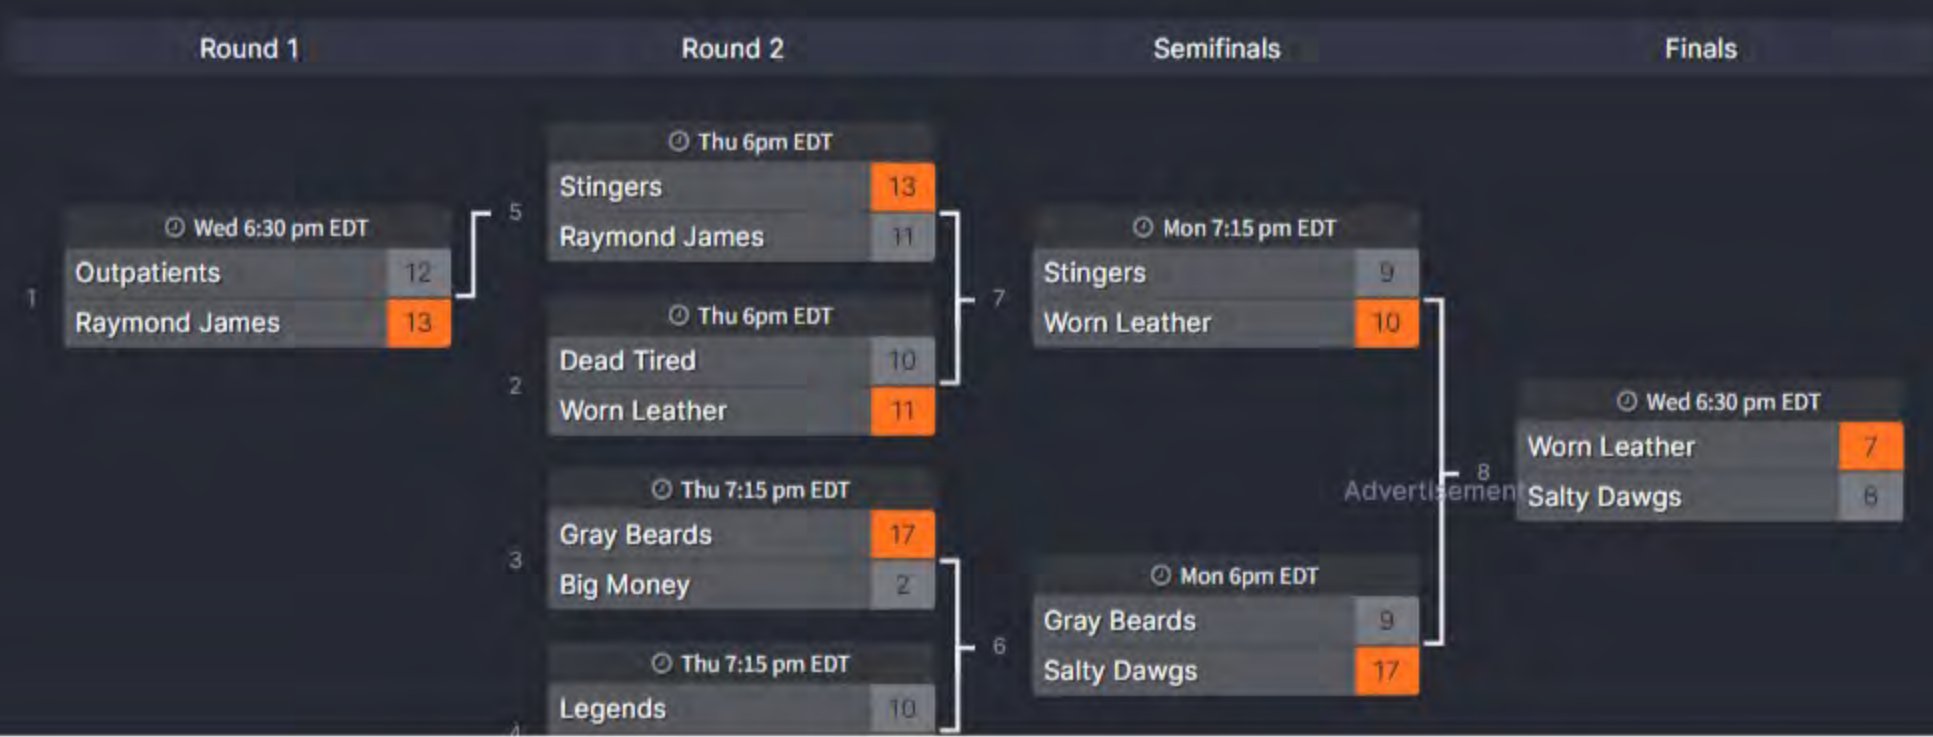 Round 1
Round 2
Semifinals
Finals
Wed 6:30 pm EDT
1
Outpatients 12
Raymond James 13
Thu 6pm EDT
5
Stingers 13
Raymond James 11
Thu 6pm EDT
2
Dead Tired 10
Worn Leather 11
Thu 7:15 pm EDT
3
Gray Beards 17
Big Money 2
Thu 7:15 pm EDT
Legends 10
Mon 7:15 pm EDT
7
Stingers 9
Worn Leather 10
Mon 6pm EDT
6
Gray Beards 9
Salty Dawgs 17
Wed 6:30 pm EDT
8
Worn Leather 7
Salty Dawgs 6
Advertisement